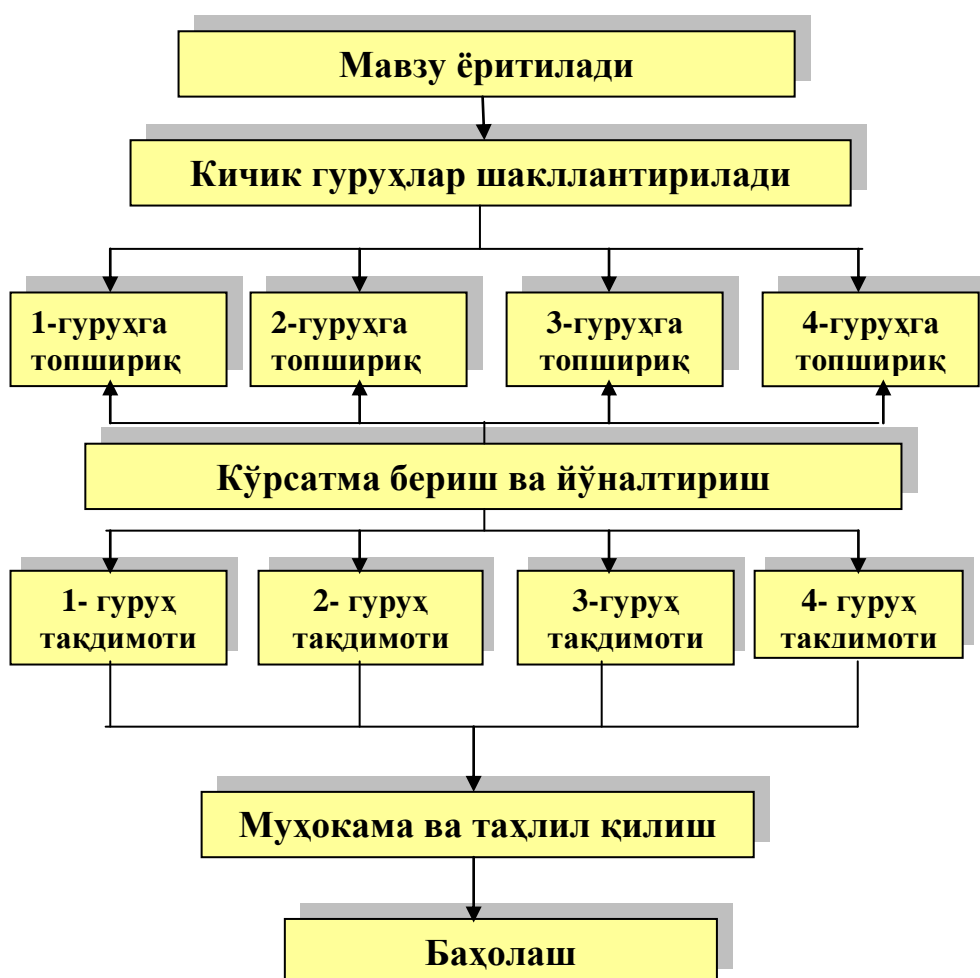 Мавзу ёритилади
Кичик гуруҳлар шакллантирилади
1-гуруҳга
топшириқ
2-гуруҳга
топшириқ
3-гуруҳга
топшириқ
4-гуруҳга
топшириқ
Кўрсатма бериш ва йўналтириш
1- гуруҳ
тақдимоти
2- гуруҳ
тақдимоти
3-гуруҳ
тақдимоти
4- гуруҳ
тақдимоти
Муҳокама ва таҳлил қилиш
Баҳолаш